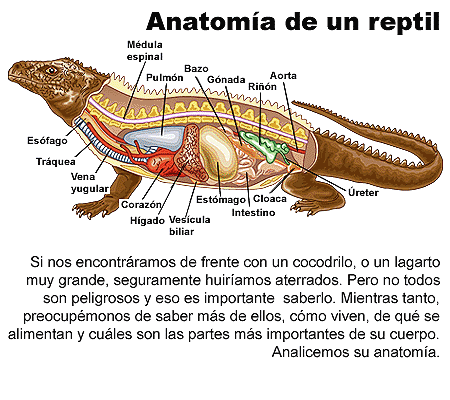 Anatomía de un reptil
Médula
espinal
Pulmón
Bazo
Gónada
Riñón
Aorta
Esófago
Tráquea
Vena
yugular
Corazón
Hígado
Vesícula
biliar
Estómago
Intestino
Cloaca
Úreter
Si nos encontráramos de frente con un cocodrilo, o un lagarto
muy grande, seguramente huiríamos aterrados. Pero no todos
son peligrosos y eso es importante saberlo. Mientras tanto,
preocupémonos de saber más de ellos, cómo viven, de qué se
alimentan y cuáles son las partes más importantes de su cuerpo.
Analicemos su anatomía.